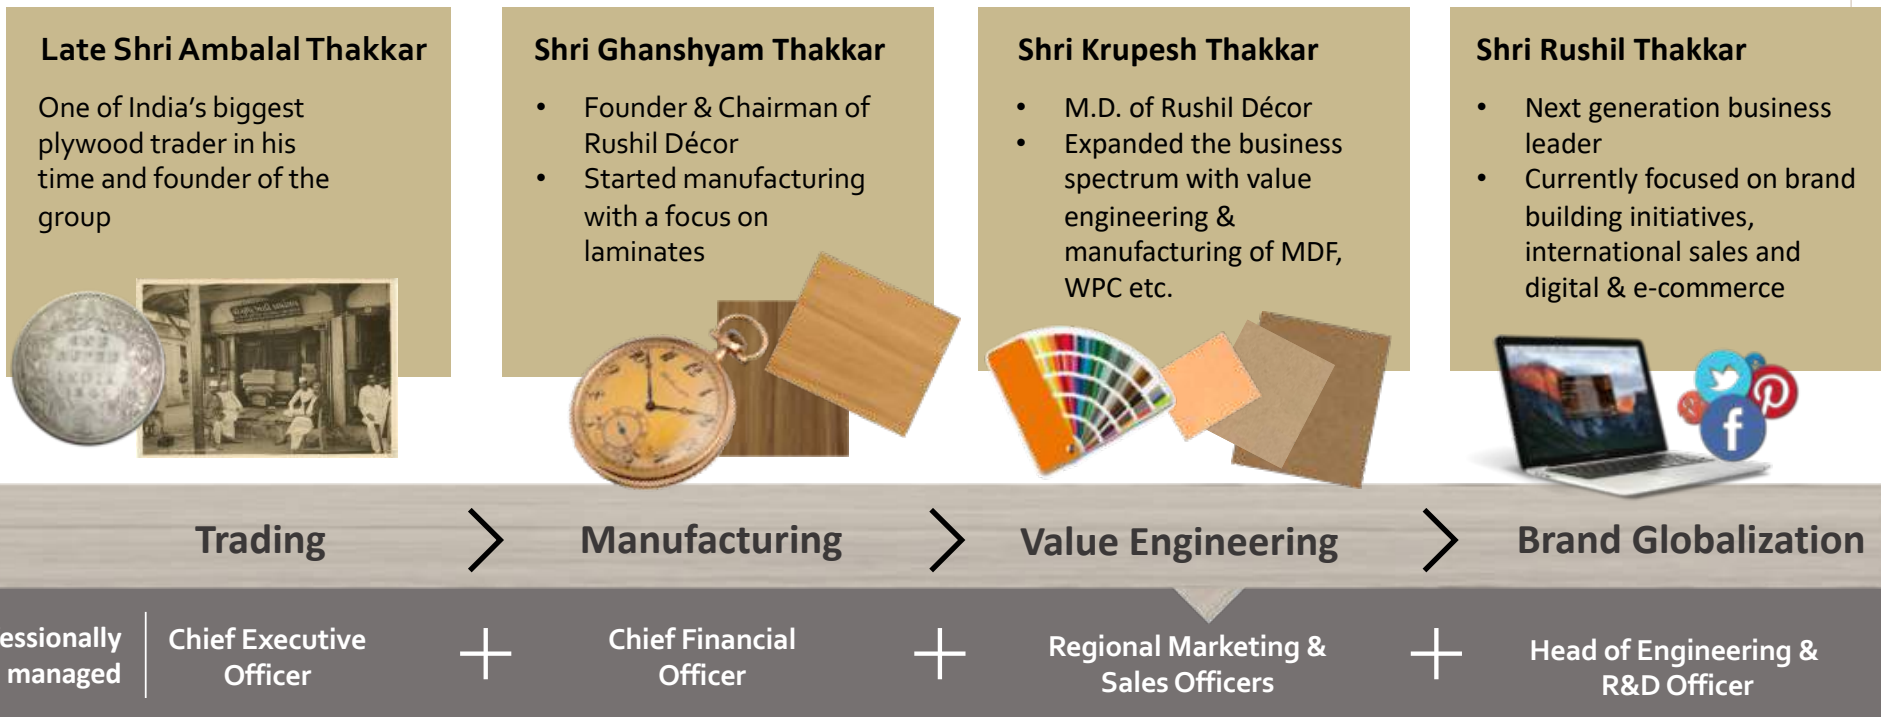 Late Shri Ambalal Thakkar
One of India's biggest
plywood trader in his
time and founder of the
group
Shri Ghanshyam Thakkar
• Founder & Chairman of
Rushil Décor
• Started manufacturing
with a focus on
laminates
Shri Krupesh Thakkar
• M.D. of Rushil Décor
• Expanded the business
spectrum with value
engineering &
manufacturing of MDF,
WPC etc.
Shri Rushil Thakkar
• Next generation business
leader
• Currently focused on brand
building initiatives,
international sales and
digital & e-commerce
ONE
RUPEE
INDIA
Trading > Manufacturing > Value Engineering > Brand Globalization
essionally
managed
Chief Executive
Officer
+
Chief Financial
Officer
+
Regional Marketing &
Sales Officers
+
Head of Engineering &
R&D Officer